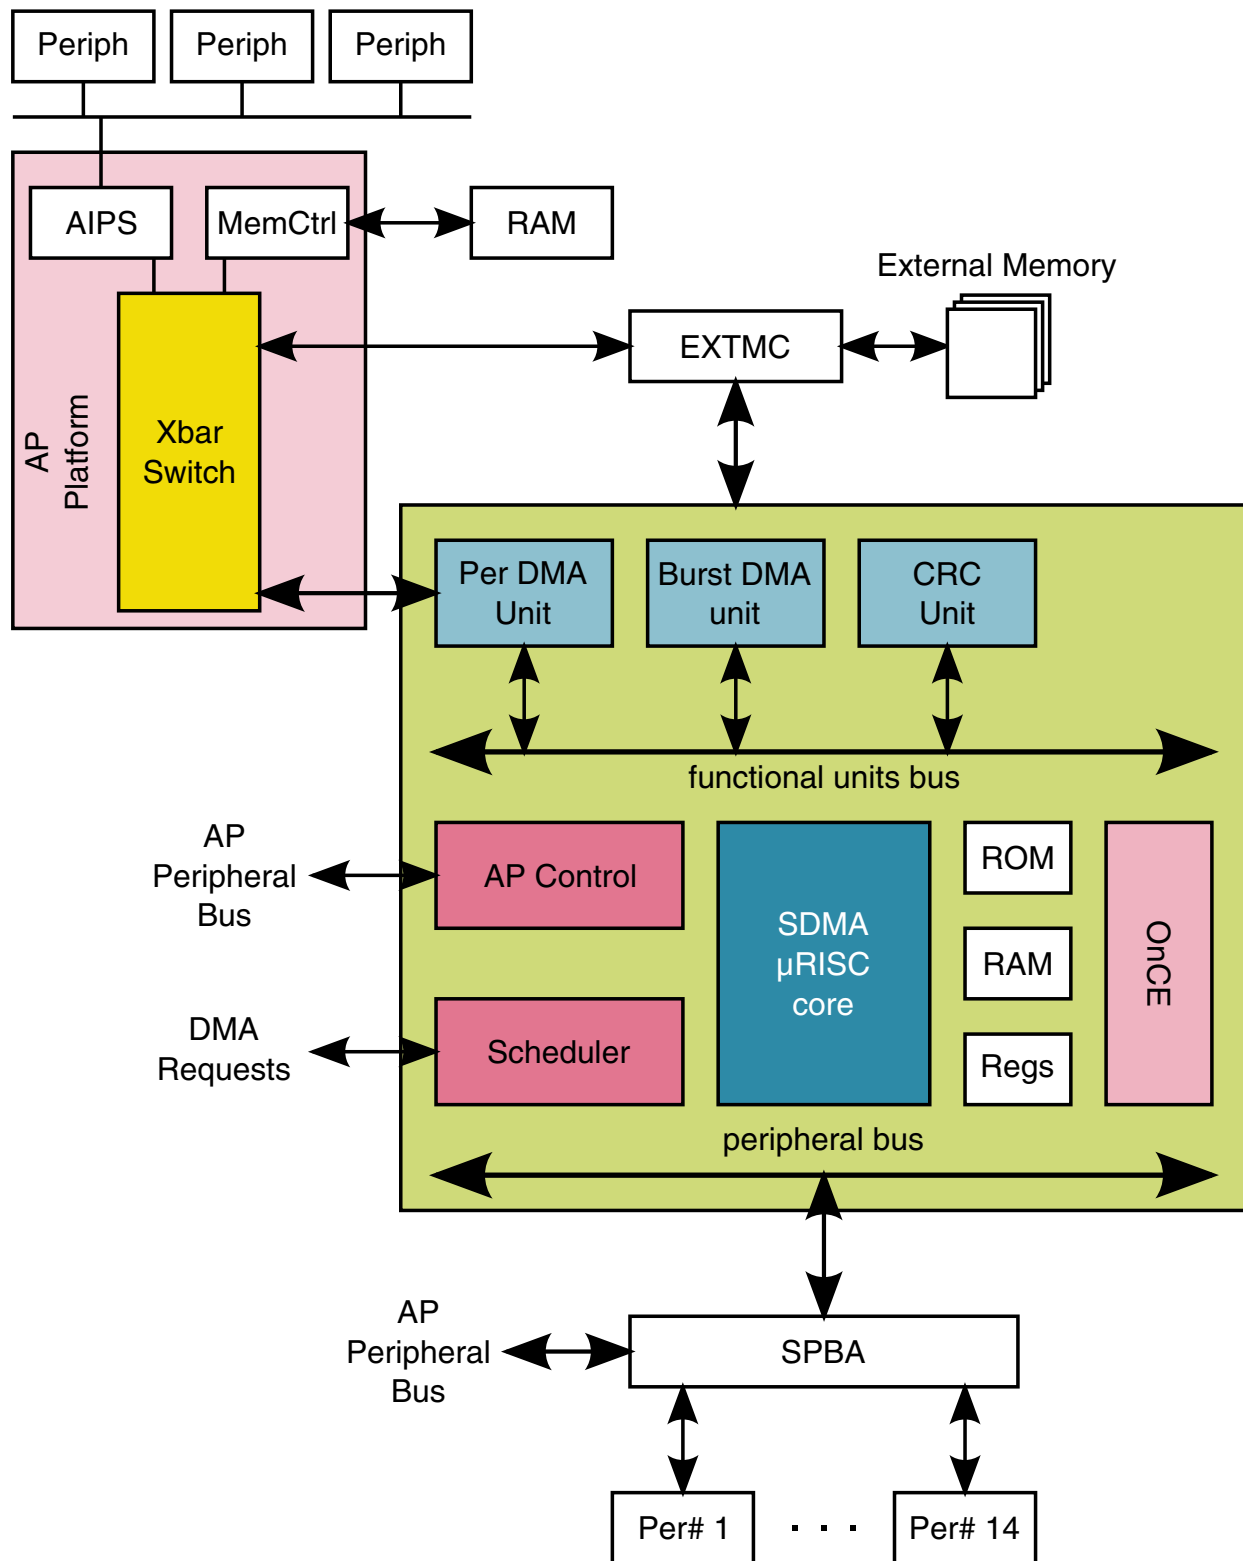 Periph
Periph
Periph
AIPS
MemCtrl
RAM
External Memory
EXTMC
AP
Platform
Xbar
Switch
Per DMA
Unit
Burst DMA
unit
CRC
Unit
functional units bus
AP
Peripheral
Bus
AP Control
SDMA
µRISC
core
ROM
RAM
Regs
OnCE
DMA
Requests
Scheduler
peripheral bus
AP
Peripheral
Bus
SPBA
Per# 1
. . .
Per# 14